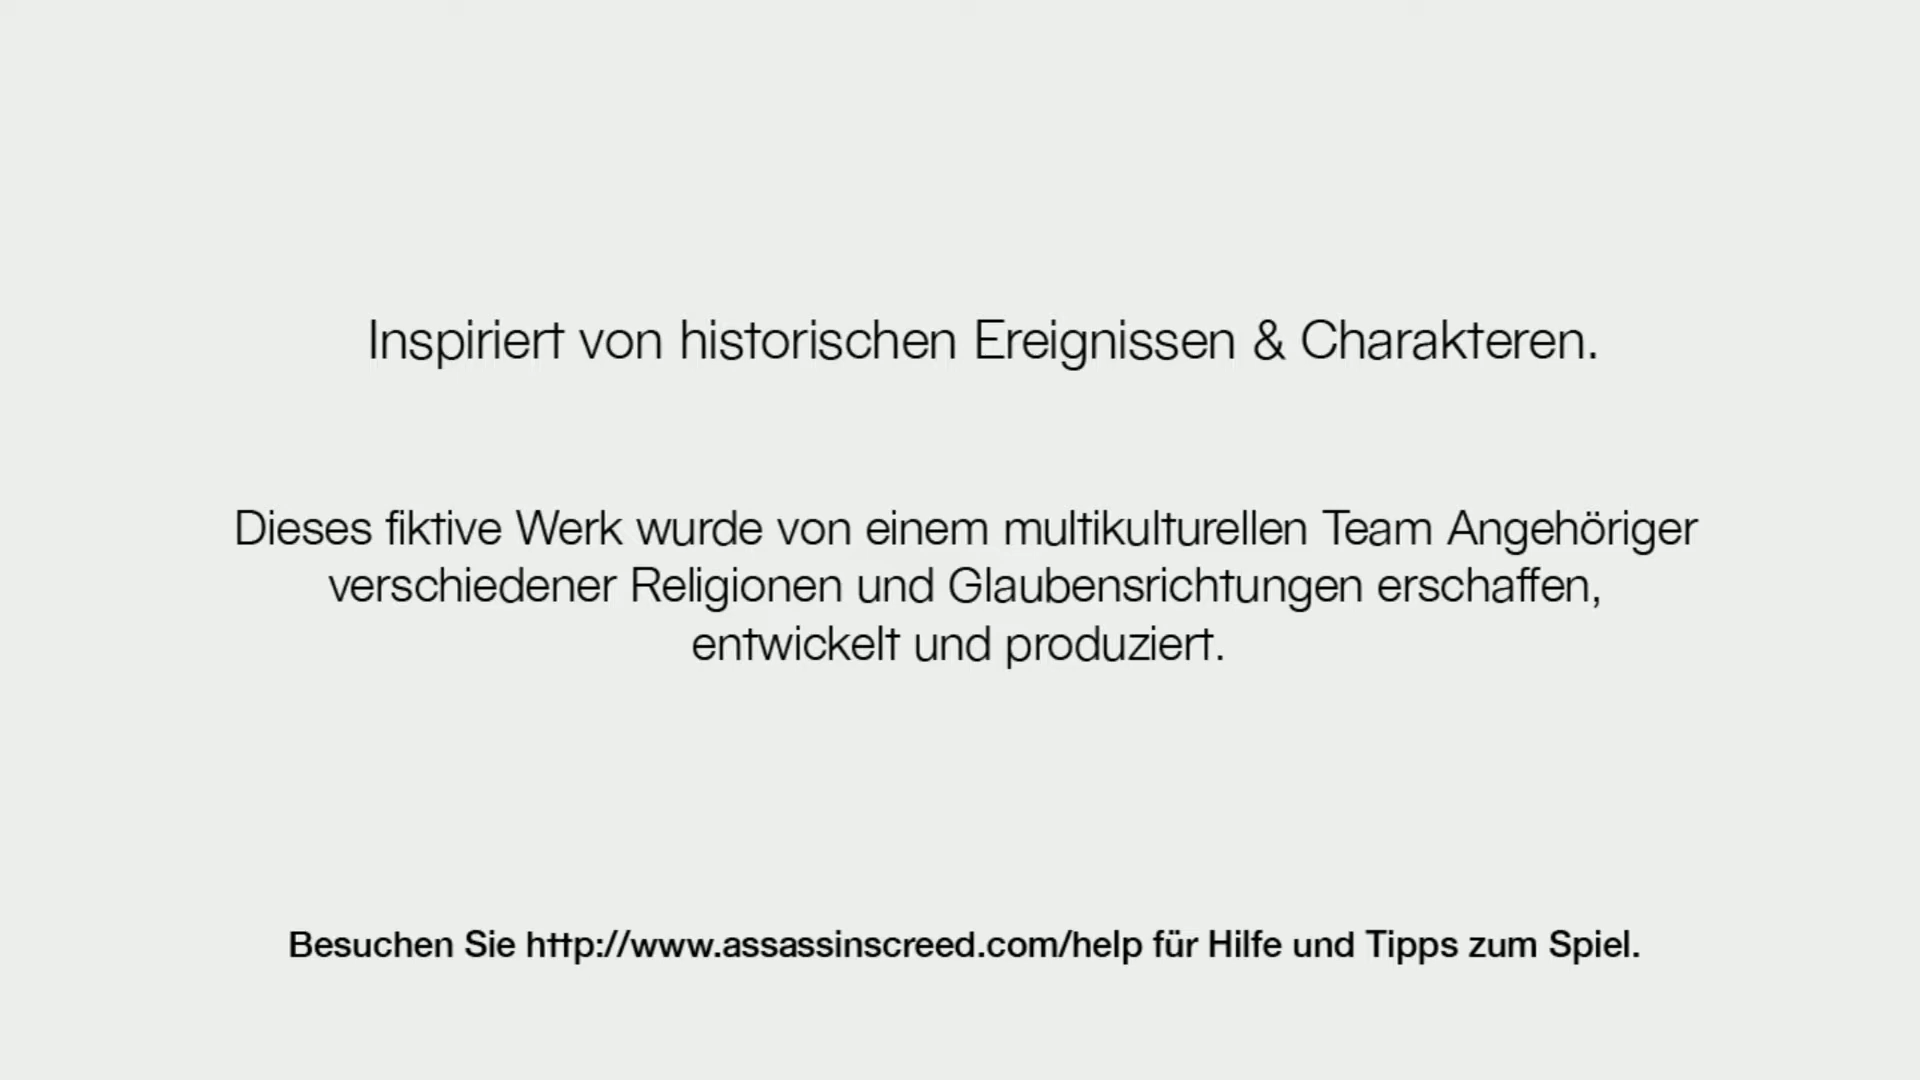 Inspiriert von historischen Ereignissen & Charakteren.
Dieses fiktive Werk wurde von einem multikulturellen Team Angehöriger
verschiedener Religionen und Glaubensrichtungen erschaffen,
entwickelt und produziert.
Besuchen Sie http://www.assassinscreed.com/help für Hilfe und Tipps zum Spiel.